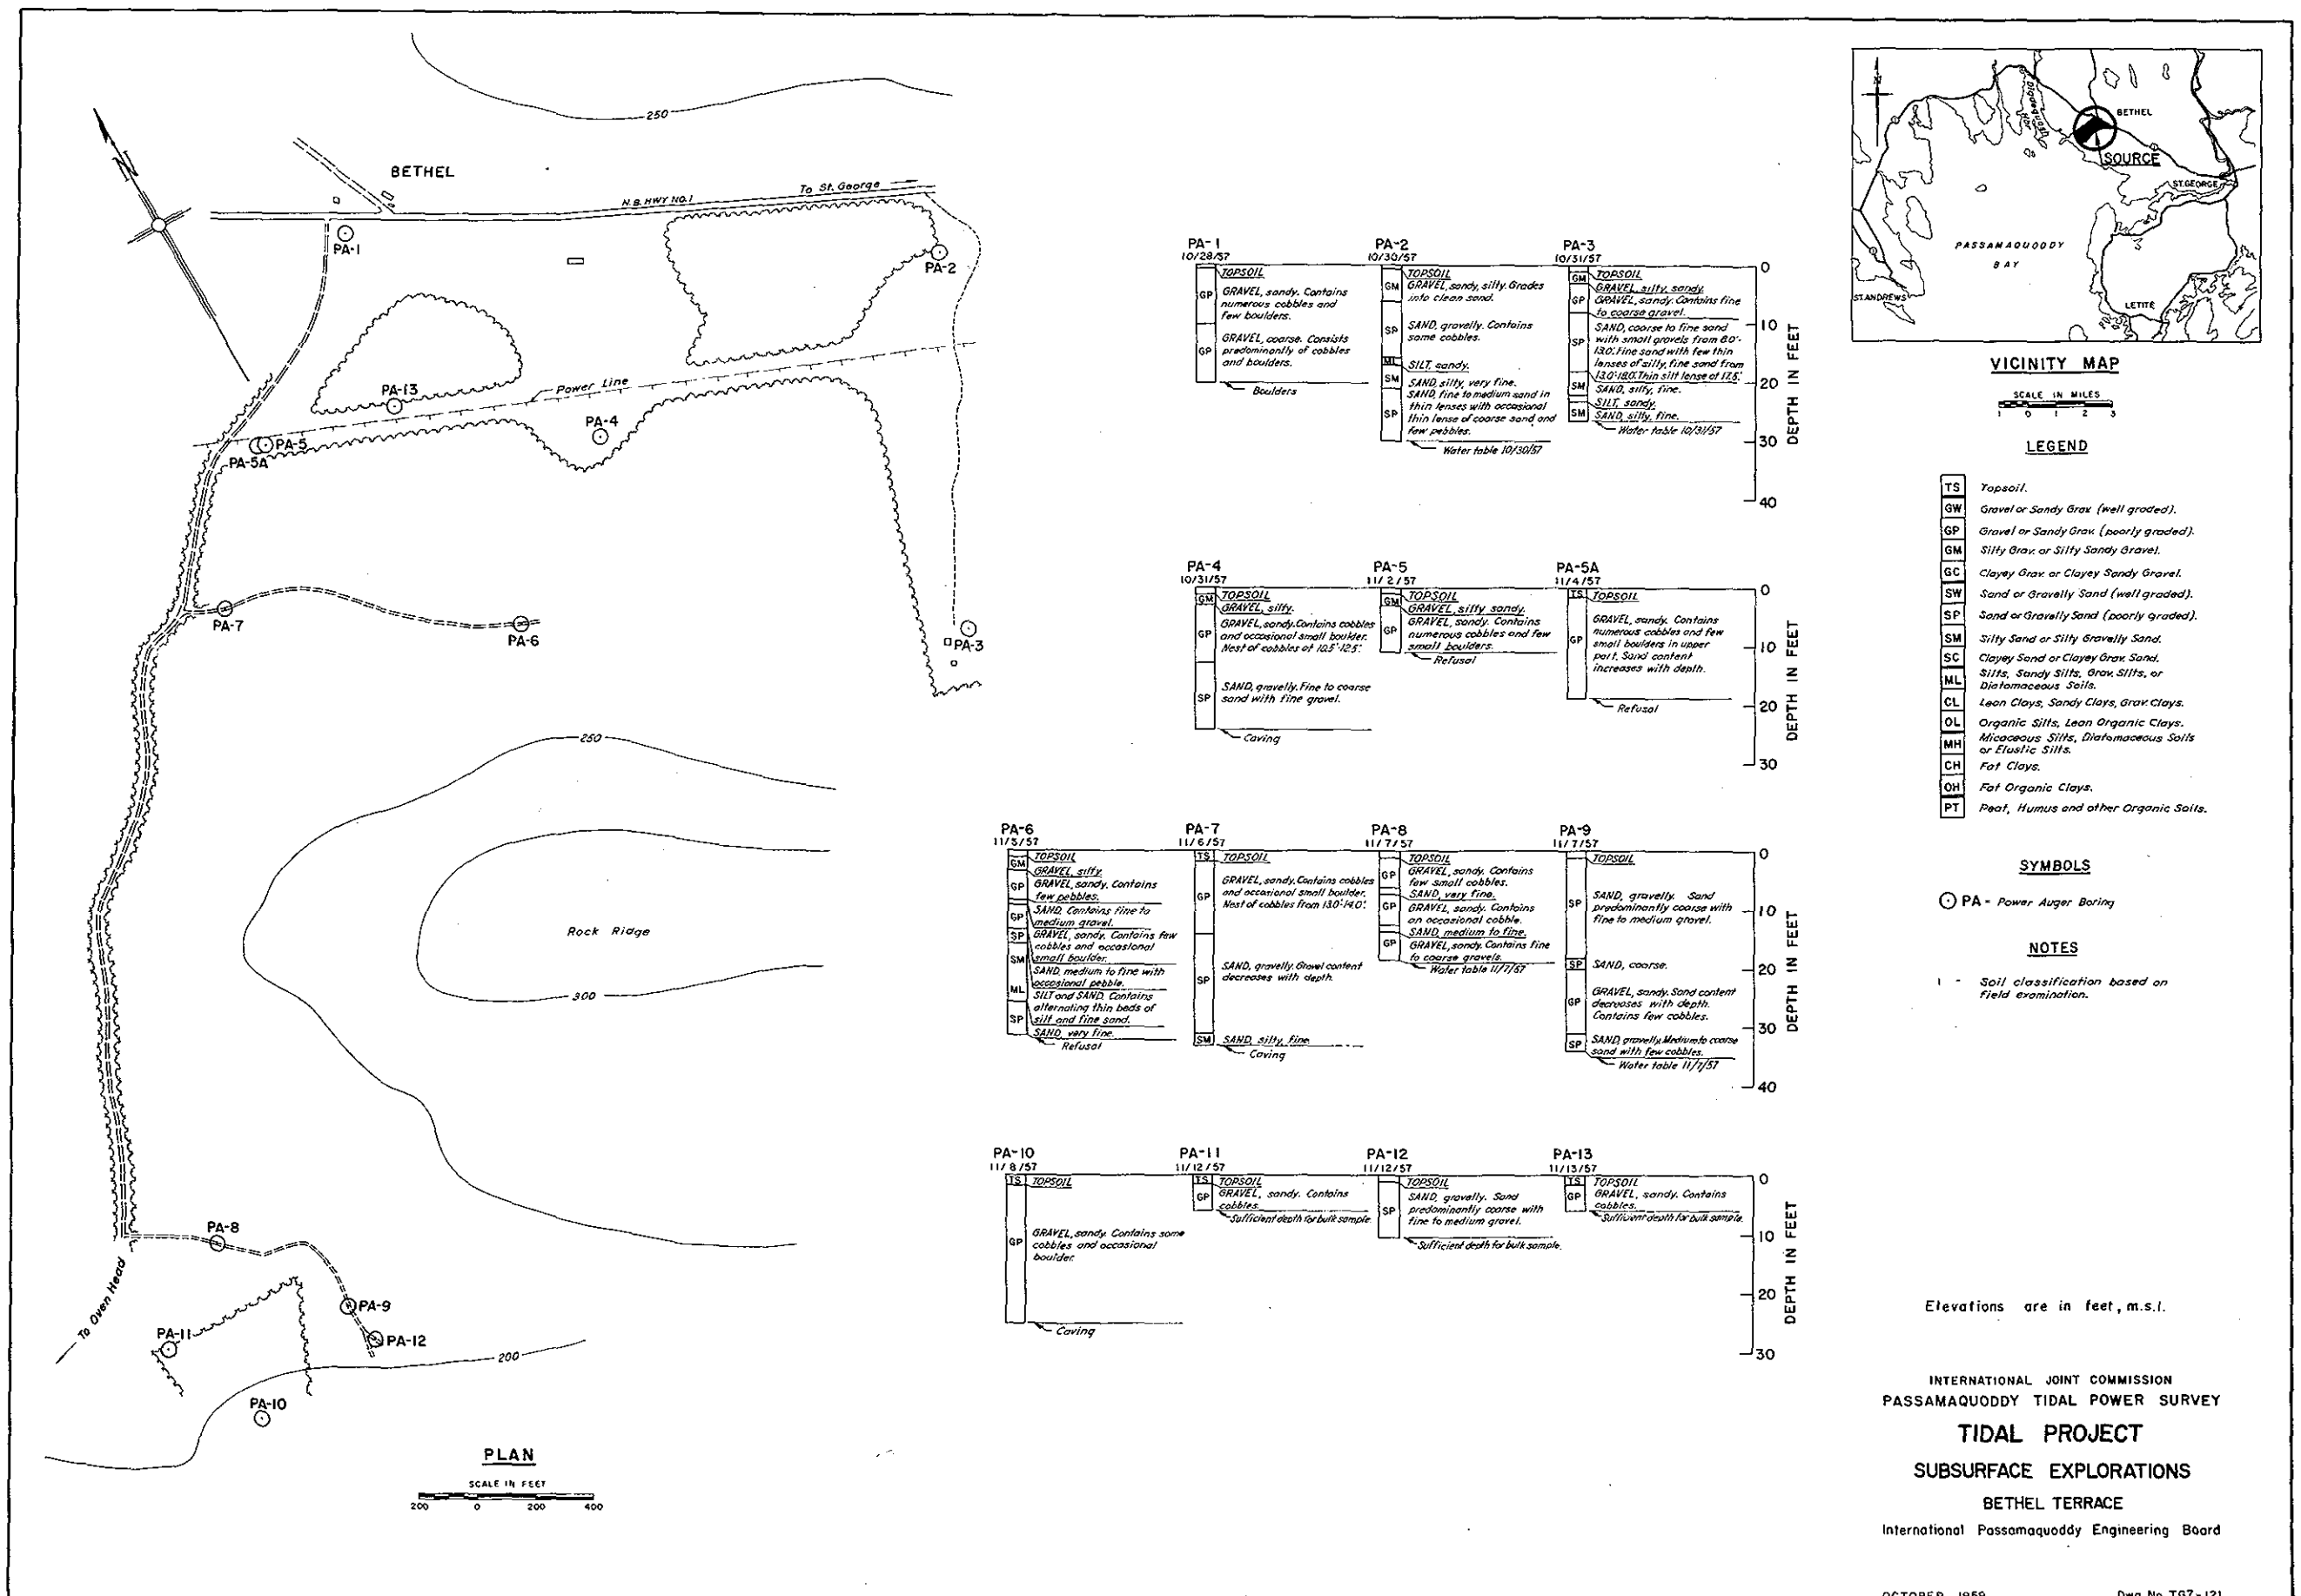 250
N
BETHEL
To St. George
N.B. HWY NO. 1
PA-1
PA-2
PA-13
Power Line
PA-4
PA-5
PA-5A
PA-7
PA-6
PA-3
250
Rock Ridge
300
PA-8
PA-9
PA-11
PA-12
To Oven Head
200
PA-10
PLAN
SCALE IN FEET
200 0 200 400
PA-1
10/28/57
TOPSOIL
GP
GRAVEL, sandy. Contains
numerous cobbles and
few boulders.
GP
GRAVEL, coarse. Consists
predominantly of cobbles
and boulders.
Boulders
PA-2
10/30/57
TOPSOIL
GM
GRAVEL, sandy, silty. Grades
into clean sand.
SP
SAND, gravelly. Contains
some cobbles.
ML
SILT, sandy.
SM
SAND, silty, very fine.
SP
SAND, fine to medium sand in
thin lenses with occasional
thin lense of coarse sand and
few pebbles.
Water table 10/30/57
PA-3
10/31/57
TOPSOIL
GM
GRAVEL, silty, sandy.
GP
GRAVEL, sandy. Contains fine
to coarse gravel.
SP
SAND, coarse to fine sand
with small gravels from 8.0'-
13.0'. Fine sand with few thin
lenses of silty, fine sand from
13.0'-18.0'. Thin silt lense at 17.5'.
SM
SAND, silty, fine.
SILT, sandy.
SM
SAND, silty, fine.
Water table 10/31/57
0
10
20
30
40
DEPTH IN FEET
PA-4
10/31/57
TOPSOIL
GM
GRAVEL, silty.
GP
GRAVEL, sandy. Contains cobbles
and occasional small boulder.
Nest of cobbles at 10.5'-12.5'.
SP
SAND, gravelly. Fine to coarse
sand with fine gravel.
Caving
PA-5
11/2/57
TOPSOIL
GM
GRAVEL, silty sandy.
GP
GRAVEL, sandy. Contains
numerous cobbles and few
small boulders.
Refusal
PA-5A
11/4/57
TS
TOPSOIL
GP
GRAVEL, sandy. Contains
numerous cobbles and few
small boulders in upper
part. Sand content
increases with depth.
Refusal
0
10
20
30
DEPTH IN FEET
PA-6
11/5/57
TOPSOIL
GM
GRAVEL, silty.
GP
GRAVEL, sandy. Contains
few pebbles.
SAND. Contains fine to
medium gravel.
GP
GRAVEL, sandy. Contains few
cobbles and occasional
small boulder.
SP
SAND, medium to fine with
occasional pebble.
SM
ML
SILT and SAND. Contains
alternating thin beds of
silt and fine sand.
SP
SAND, very fine.
Refusal
PA-7
11/6/57
TS
TOPSOIL
GP
GRAVEL, sandy. Contains cobbles
and occasional small boulder.
Nest of cobbles from 13.0'-14.0'.
SP
SAND, gravelly. Gravel content
decreases with depth.
SM
SAND, silty, fine.
Caving
PA-8
11/7/57
TOPSOIL
GP
GRAVEL, sandy. Contains
few small cobbles.
SAND, very fine.
GP
GRAVEL, sandy. Contains
an occasional cobble.
SAND, medium to fine.
GP
GRAVEL, sandy. Contains fine
to coarse gravels.
Water table 11/7/57
PA-9
11/7/57
TOPSOIL
SP
SAND, gravelly. Sand
predominantly coarse with
fine to medium gravel.
SP
SAND, coarse.
GP
GRAVEL, sandy. Sand content
decreases with depth.
Contains few cobbles.
SP
SAND, gravelly. Medium to coarse
sand with few cobbles.
Water table 11/7/57
0
10
20
30
40
DEPTH IN FEET
PA-10
11/8/57
TS
TOPSOIL
GP
GRAVEL, sandy. Contains some
cobbles and occasional
boulder.
Caving
PA-11
11/12/57
TS
TOPSOIL
GP
GRAVEL, sandy. Contains
cobbles.
Sufficient depth for bulk sample.
PA-12
11/12/57
TOPSOIL
SP
SAND, gravelly. Sand
predominantly coarse with
fine to medium gravel.
Sufficient depth for bulk sample.
PA-13
11/13/57
TS
TOPSOIL
GP
GRAVEL, sandy. Contains
cobbles.
Sufficient depth for bulk sample.
0
10
20
30
DEPTH IN FEET
N
Digdeguash Hbr.
BETHEL
SOURCE
ST. GEORGE
PASSAMAQUODDY
BAY
ST. ANDREWS
LETITE
VICINITY MAP
SCALE IN MILES
1 0 1 2 3
LEGEND
TS Topsoil.
GW Gravel or Sandy Grav. (well graded).
GP Gravel or Sandy Grav. (poorly graded).
GM Silty Grav. or Silty Sandy Gravel.
GC Clayey Grav. or Clayey Sandy Gravel.
SW Sand or Gravelly Sand (well graded).
SP Sand or Gravelly Sand (poorly graded).
SM Silty Sand or Silty Gravelly Sand.
SC Clayey Sand or Clayey Grav. Sand.
ML Silts, Sandy Silts, Grav. Silts, or
Diatomaceous Soils.
CL Lean Clays, Sandy Clays, Grav. Clays.
OL Organic Silts, Lean Organic Clays.
MH Micaceous Silts, Diatomaceous Soils
or Elastic Silts.
CH Fat Clays.
OH Fat Organic Clays.
PT Peat, Humus and other Organic Soils.
SYMBOLS
PA - Power Auger Boring
NOTES
1 - Soil classification based on
field examination.
Elevations are in feet, m.s.l.
INTERNATIONAL JOINT COMMISSION
PASSAMAQUODDY TIDAL POWER SURVEY
TIDAL PROJECT
SUBSURFACE EXPLORATIONS
BETHEL TERRACE
International Passamaquoddy Engineering Board
OCTOBER 1959 Dwg. No. TG7-121